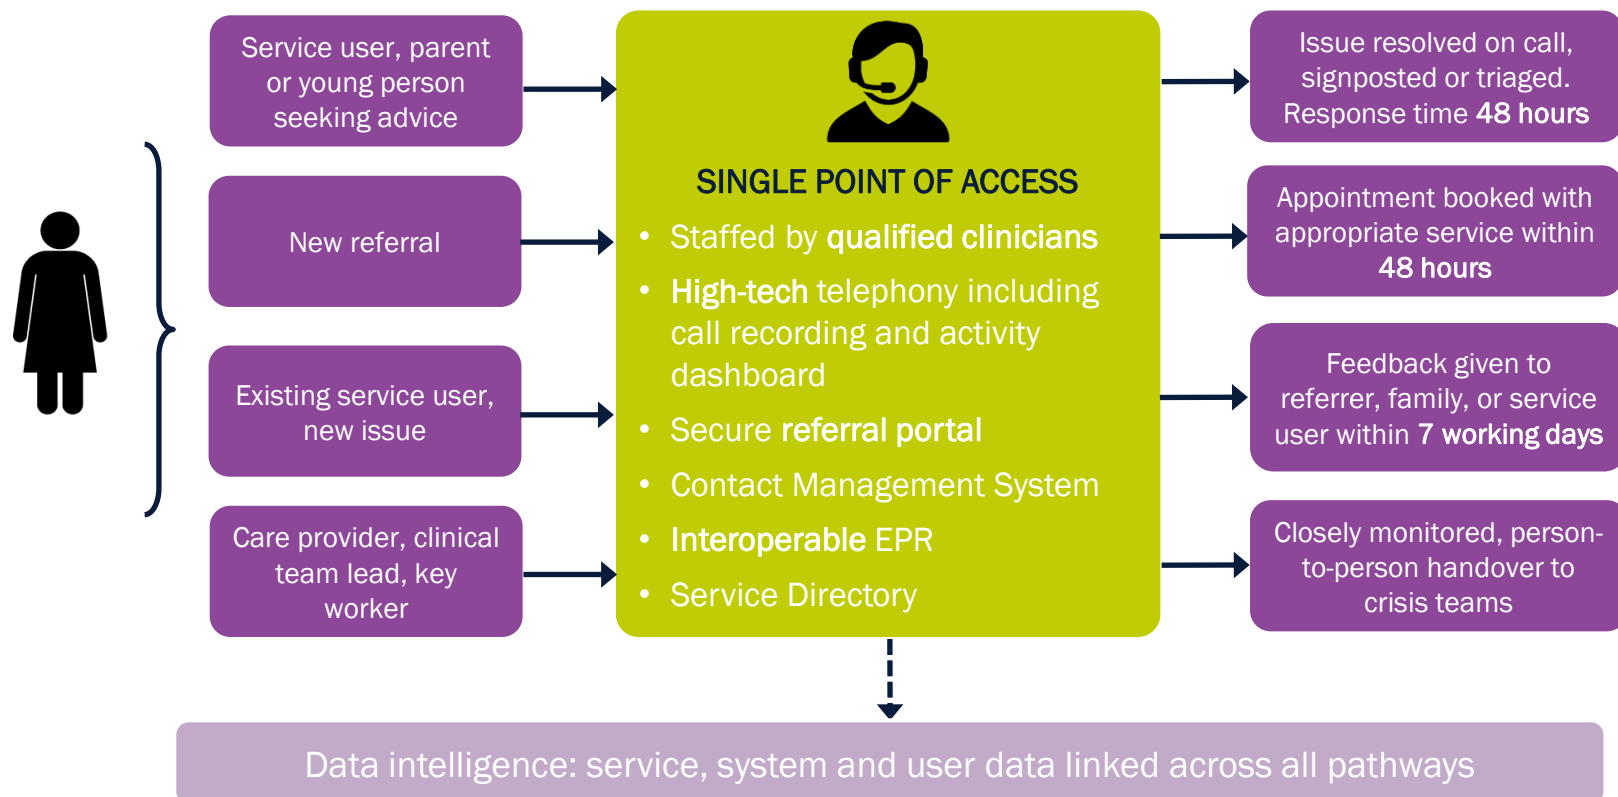 Service user, parent
or young person
seeking advice
New referral
Existing service user,
new issue
Care provider, clinical
team lead, key
worker
SINGLE POINT OF ACCESS
• Staffed by qualified clinicians
• High-tech telephony including
call recording and activity
dashboard
• Secure referral portal
• Contact Management System
• Interoperable EPR
• Service Directory
Issue resolved on call,
signposted or triaged.
Response time 48 hours
Appointment booked with
appropriate service within
48 hours
Feedback given to
referrer, family, or service
user within 7 working days
Closely monitored, person-
to-person handover to
crisis teams
Data intelligence: service, system and user data linked across all pathways